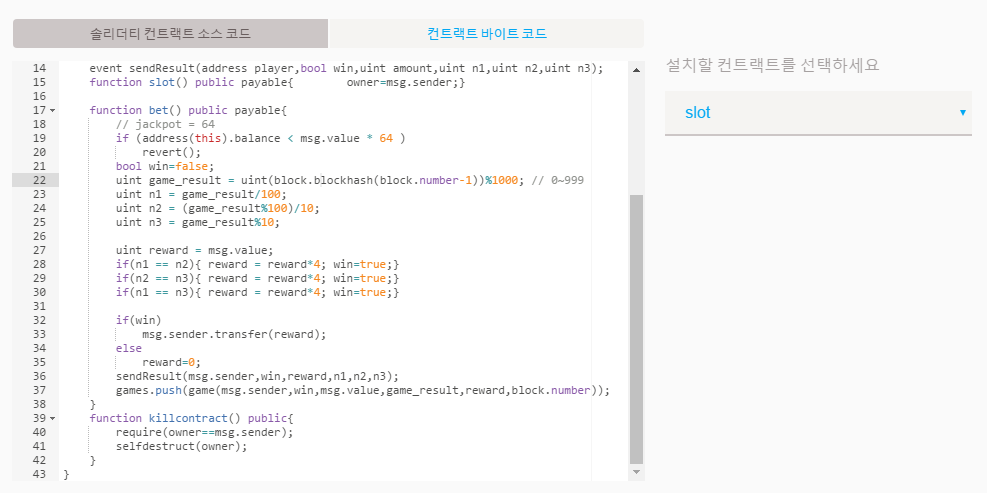 솔리더티 컨트랙트 소스 코드
컨트랙트 바이트 코드
설치할 컨트랙트를 선택하세요
slot
14 event sendResult(address player,bool win,uint amount,uint n1,uint n2,uint n3);
15 function slot() public payable{ owner=msg.sender;}
16
17 function bet() public payable{
18 // jackpot = 64
19 if (address(this).balance < msg.value * 64 )
20 revert();
21 bool win=false;
22 uint game_result = uint(block.blockhash(block.number-1))%1000; // 0~999
23 uint n1 = game_result/100;
24 uint n2 = (game_result%100)/10;
25 uint n3 = game_result%10;
26
27 uint reward = msg.value;
28 if(n1 == n2){ reward = reward*4; win=true;}
29 if(n2 == n3){ reward = reward*4; win=true;}
30 if(n1 == n3){ reward = reward*4; win=true;}
31
32 if(win)
33 msg.sender.transfer(reward);
34 else
35 reward=0;
36 sendResult(msg.sender,win,reward,n1,n2,n3);
37 games.push(game(msg.sender,win,msg.value,game_result,reward,block.number));
38 }
39 function killcontract() public{
40 require(owner==msg.sender);
41 selfdestruct(owner);
42 }
43 }